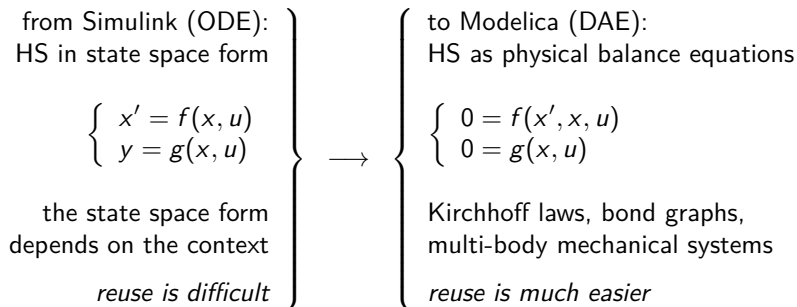 from Simulink (ODE):
HS in state space form
{ x′ = f(x, u)
y = g(x, u)
the state space form
depends on the context
reuse is difficult
}
⟶
{
to Modelica (DAE):
HS as physical balance equations
{ 0 = f(x′, x, u)
0 = g(x, u)
Kirchhoff laws, bond graphs,
multi-body mechanical systems
reuse is much easier